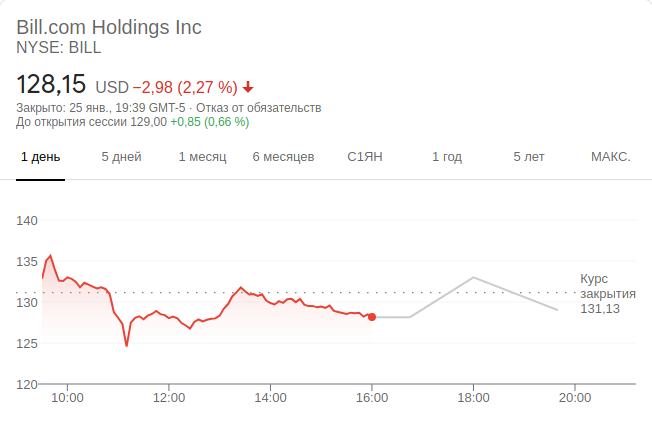 Bill.com Holdings Inc
NYSE: BILL
128,15 USD −2,98 (2,27 %)
Закрыто: 25 янв., 19:39 GMT-5 · Отказ от обязательств
До открытия сессии 129,00 +0,85 (0,66 %)
1 день 5 дней 1 месяц 6 месяцев С1ЯН 1 год 5 лет МАКС.
140
135
130
125
120
Курс
закрытия
131,13
10:00 12:00 14:00 16:00 18:00 20:00